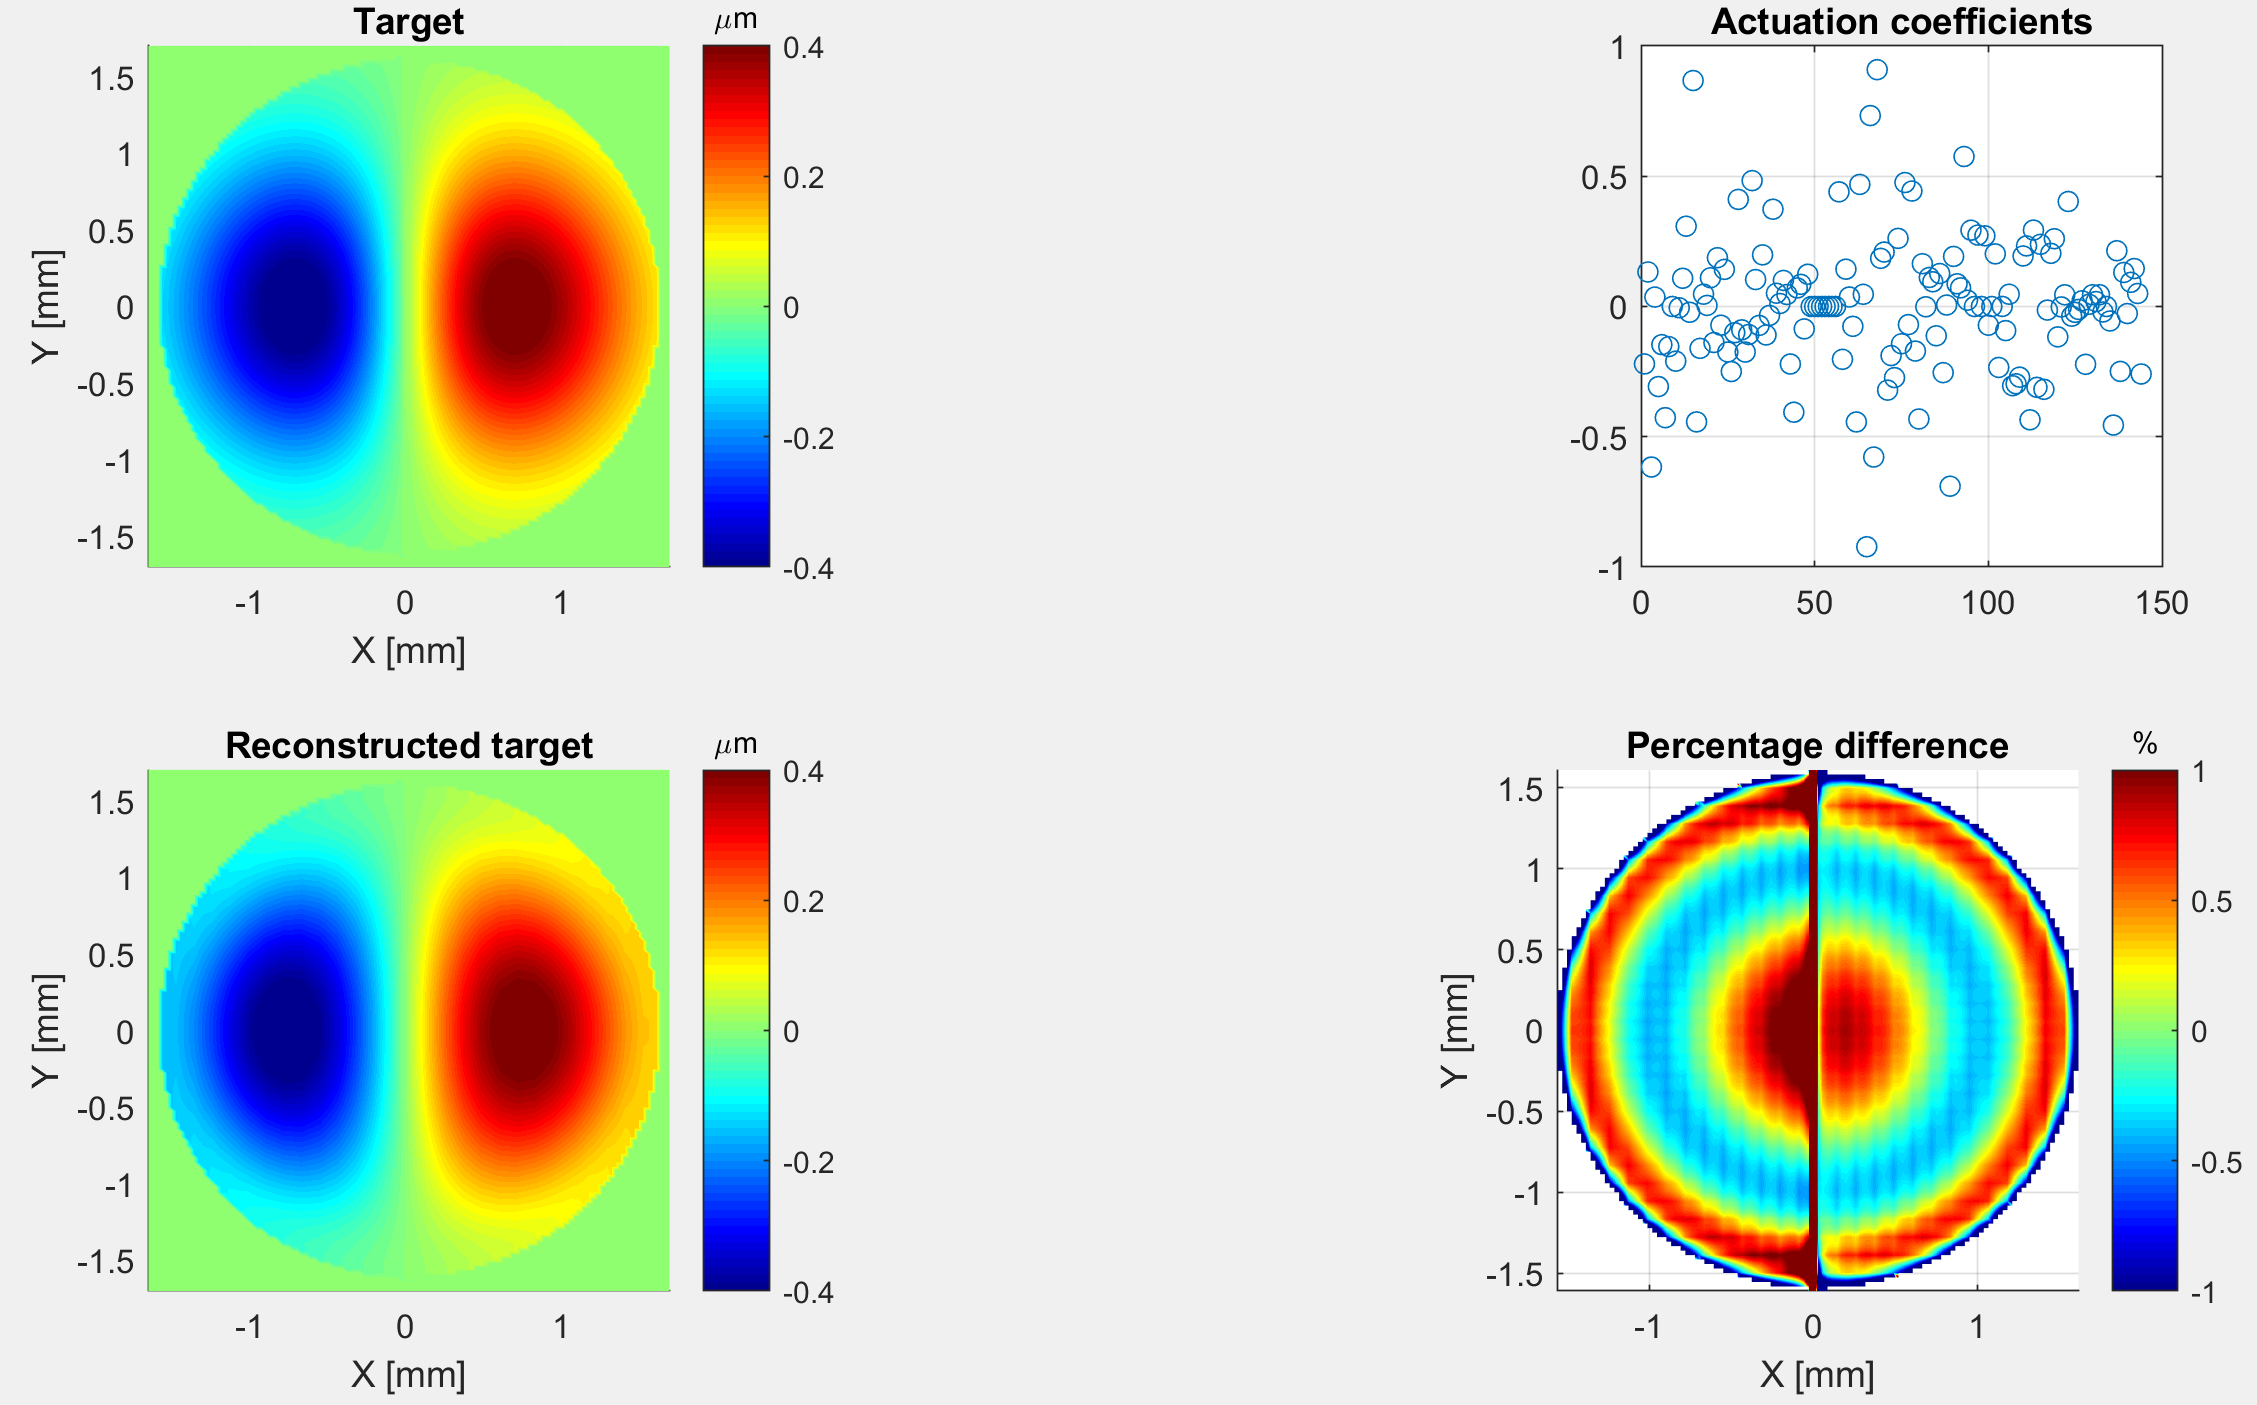 Target
μm
Y [mm]
1.5
1
0.5
0
-0.5
-1
-1.5
-1 0 1
X [mm]
0.4
0.2
0
-0.2
-0.4
Actuation coefficients
1
0.5
0
-0.5
-1
0 50 100 150
Reconstructed target
μm
Y [mm]
1.5
1
0.5
0
-0.5
-1
-1.5
-1 0 1
X [mm]
0.4
0.2
0
-0.2
-0.4
Percentage difference
%
Y [mm]
1.5
1
0.5
0
-0.5
-1
-1.5
-1 0 1
X [mm]
1
0.5
0
-0.5
-1